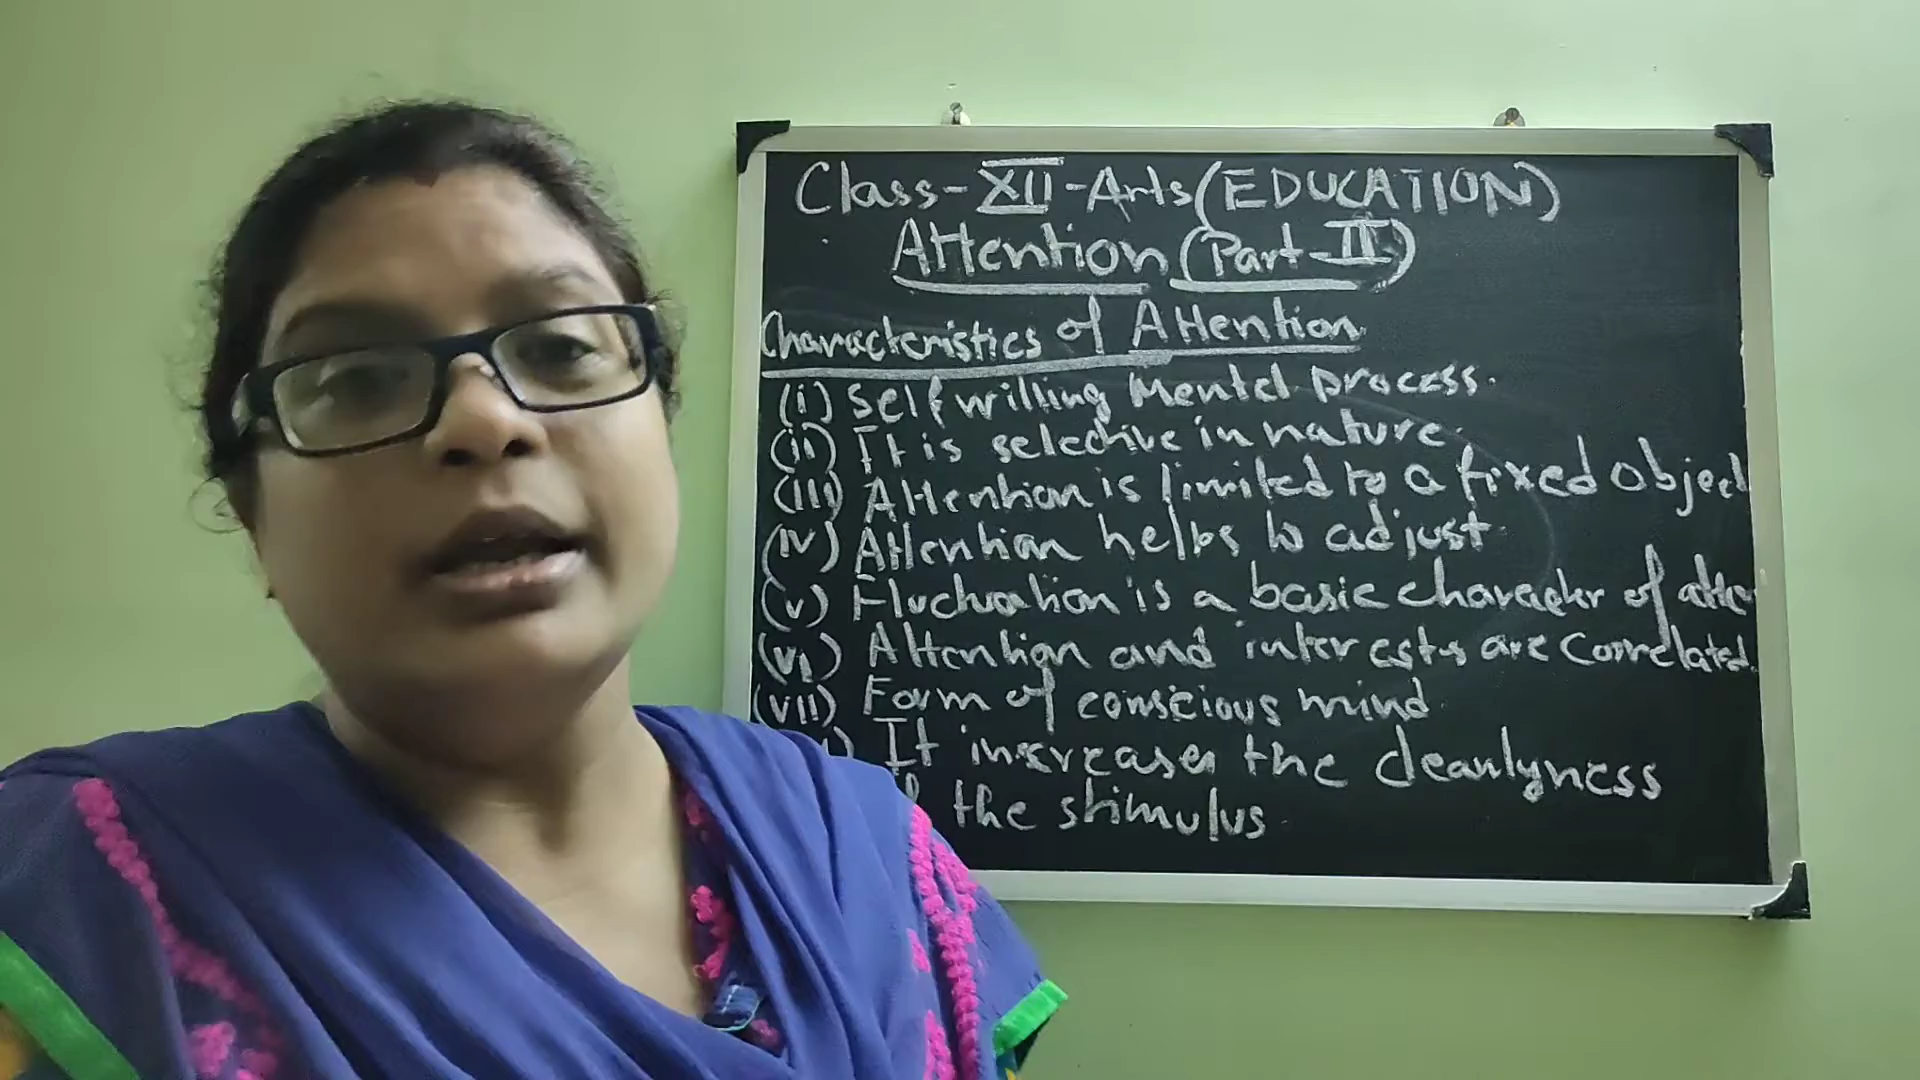 Class-XII-Arts (EDUCATION)
Attention (Part-II)
Characteristics of Attention
(i) Self willing Mental process.
(ii) It is selective in nature.
(iii) Attention is limited to a fixed object
(iv) Attention helps to adjust
(v) Fluctuation is a basic character of atte
(vi) Attention and interests are correlated.
(vii) Form of conscious mind.
It increases the clearlyness
the stimulus